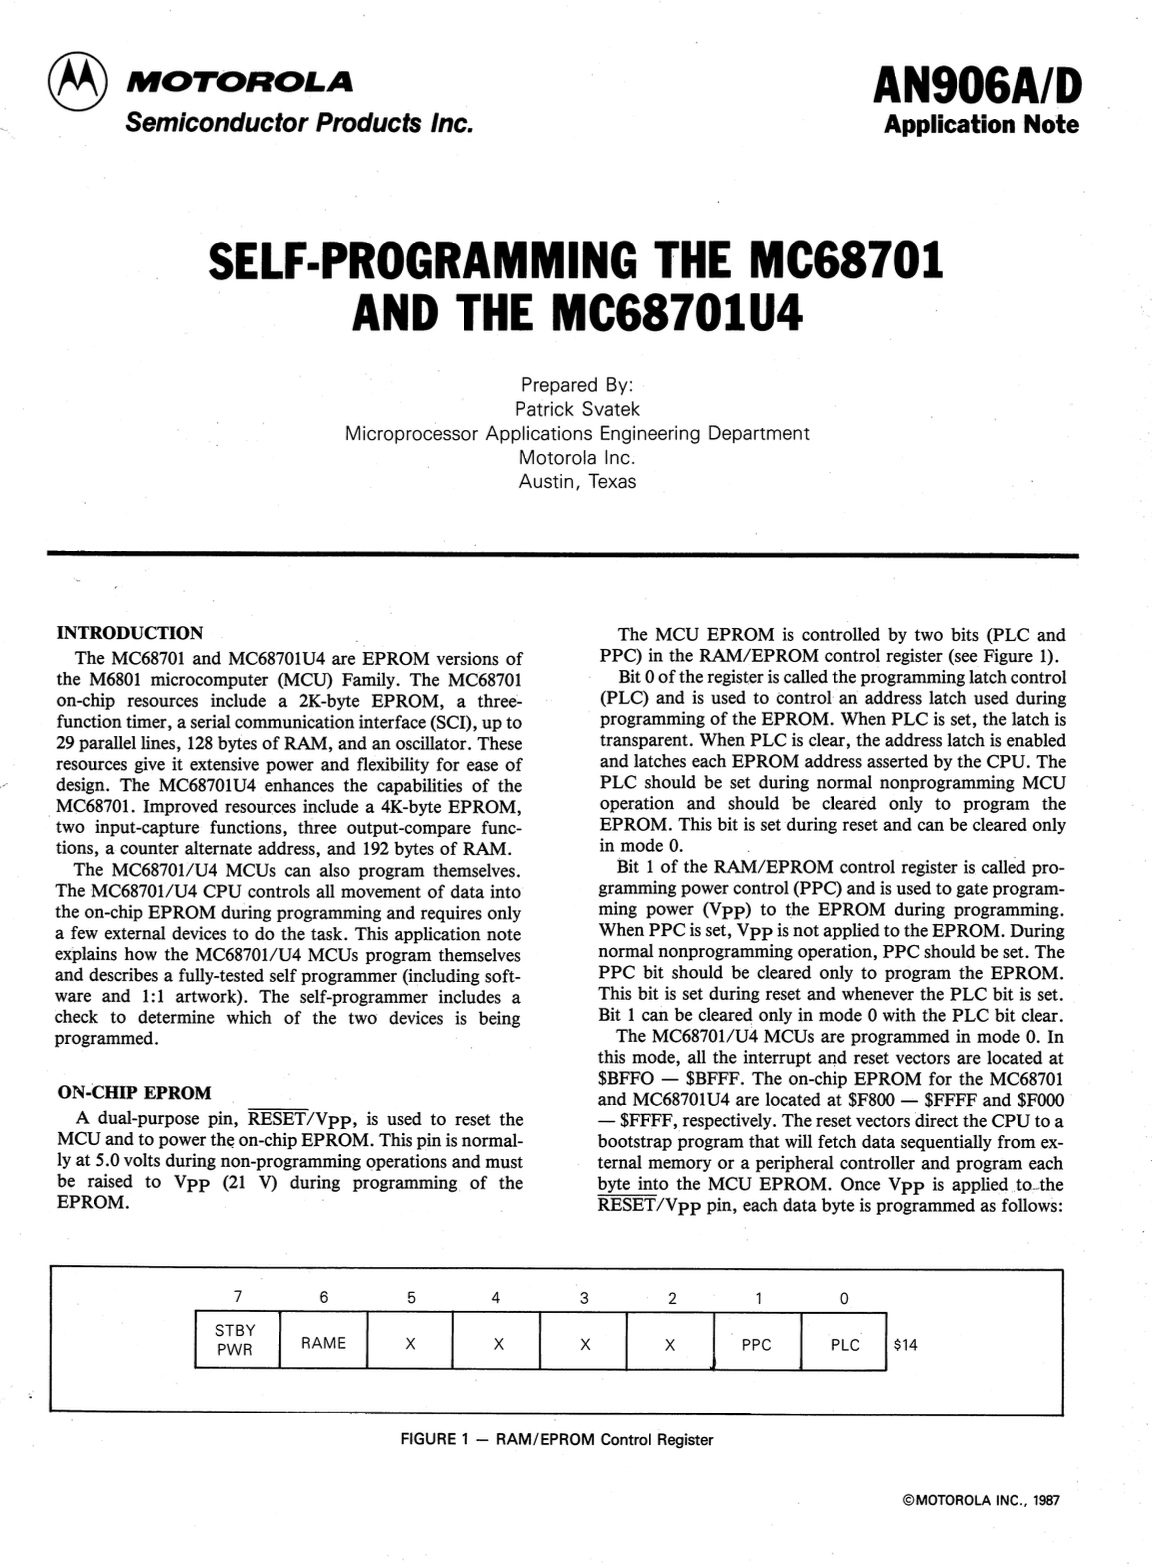 MOTOROLA
Semiconductor Products Inc.
AN906A/D
Application Note
SELF-PROGRAMMING THE MC68701
AND THE MC68701U4
Prepared By:
Patrick Svatek
Microprocessor Applications Engineering Department
Motorola Inc.
Austin, Texas
INTRODUCTION
The MC68701 and MC68701U4 are EPROM versions of
the M6801 microcomputer (MCU) Family. The MC68701
on-chip resources include a 2K-byte EPROM, a three-
function timer, a serial communication interface (SCI), up to
29 parallel lines, 128 bytes of RAM, and an oscillator. These
resources give it extensive power and flexibility for ease of
design. The MC68701U4 enhances the capabilities of the
MC68701. Improved resources include a 4K-byte EPROM,
two input-capture functions, three output-compare func-
tions, a counter alternate address, and 192 bytes of RAM.
The MC68701/U4 MCUs can also program themselves.
The MC68701/U4 CPU controls all movement of data into
the on-chip EPROM during programming and requires only
a few external devices to do the task. This application note
explains how the MC68701/U4 MCUs program themselves
and describes a fully-tested self programmer (including soft-
ware and 1:1 artwork). The self-programmer includes a
check to determine which of the two devices is being
programmed.
ON-CHIP EPROM
A dual-purpose pin, RESET/VPP, is used to reset the
MCU and to power the on-chip EPROM. This pin is normal-
ly at 5.0 volts during non-programming operations and must
be raised to VPP (21 V) during programming of the
EPROM.
The MCU EPROM is controlled by two bits (PLC and
PPC) in the RAM/EPROM control register (see Figure 1).
Bit 0 of the register is called the programming latch control
(PLC) and is used to control an address latch used during
programming of the EPROM. When PLC is set, the latch is
transparent. When PLC is clear, the address latch is enabled
and latches each EPROM address asserted by the CPU. The
PLC should be set during normal nonprogramming MCU
operation and should be cleared only to program the
EPROM. This bit is set during reset and can be cleared only
in mode 0.
Bit 1 of the RAM/EPROM control register is called pro-
gramming power control (PPC) and is used to gate program-
ming power (VPP) to the EPROM during programming.
When PPC is set, VPP is not applied to the EPROM. During
normal nonprogramming operation, PPC should be set. The
PPC bit should be cleared only to program the EPROM.
This bit is set during reset and whenever the PLC bit is set.
Bit 1 can be cleared only in mode 0 with the PLC bit clear.
The MC68701/U4 MCUs are programmed in mode 0. In
this mode, all the interrupt and reset vectors are located at
$BFFO — $BFFF. The on-chip EPROM for the MC68701
and MC68701U4 are located at $F800 — $FFFF and $F000
— $FFFF, respectively. The reset vectors direct the CPU to a
bootstrap program that will fetch data sequentially from ex-
ternal memory or a peripheral controller and program each
byte into the MCU EPROM. Once VPP is applied to the
RESET/VPP pin, each data byte is programmed as follows:
7 6 5 4 3 2 1 0
STBY PWR RAME X X X X PPC PLC $14
FIGURE 1 — RAM/EPROM Control Register
©MOTOROLA INC., 1987